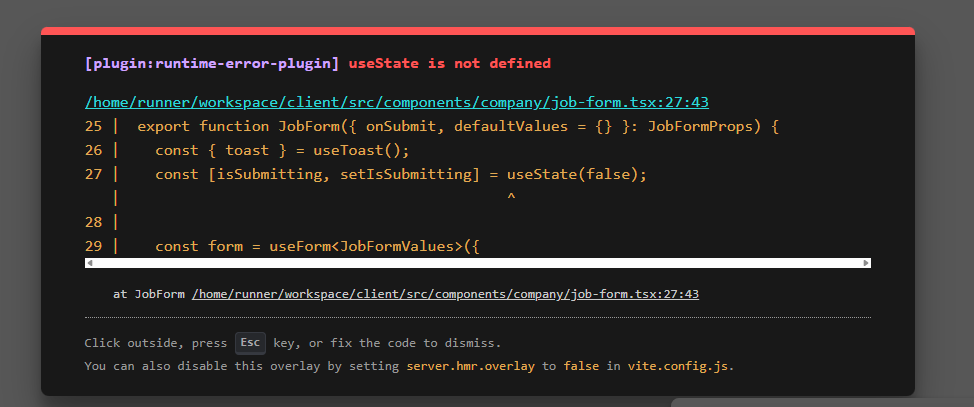 [plugin:runtime-error-plugin] useState is not defined
/home/runner/workspace/client/src/components/company/job-form.tsx:27:43
25 |  export function JobForm({ onSubmit, defaultValues = {} }: JobFormProps) {
26 |    const { toast } = useToast();
27 |    const [isSubmitting, setIsSubmitting] = useState(false);
   |                                            ^
28 |
29 |    const form = useForm<JobFormValues>({
at JobForm /home/runner/workspace/client/src/components/company/job-form.tsx:27:43
Click outside, press Esc key, or fix the code to dismiss.
You can also disable this overlay by setting server.hmr.overlay to false in vite.config.js.